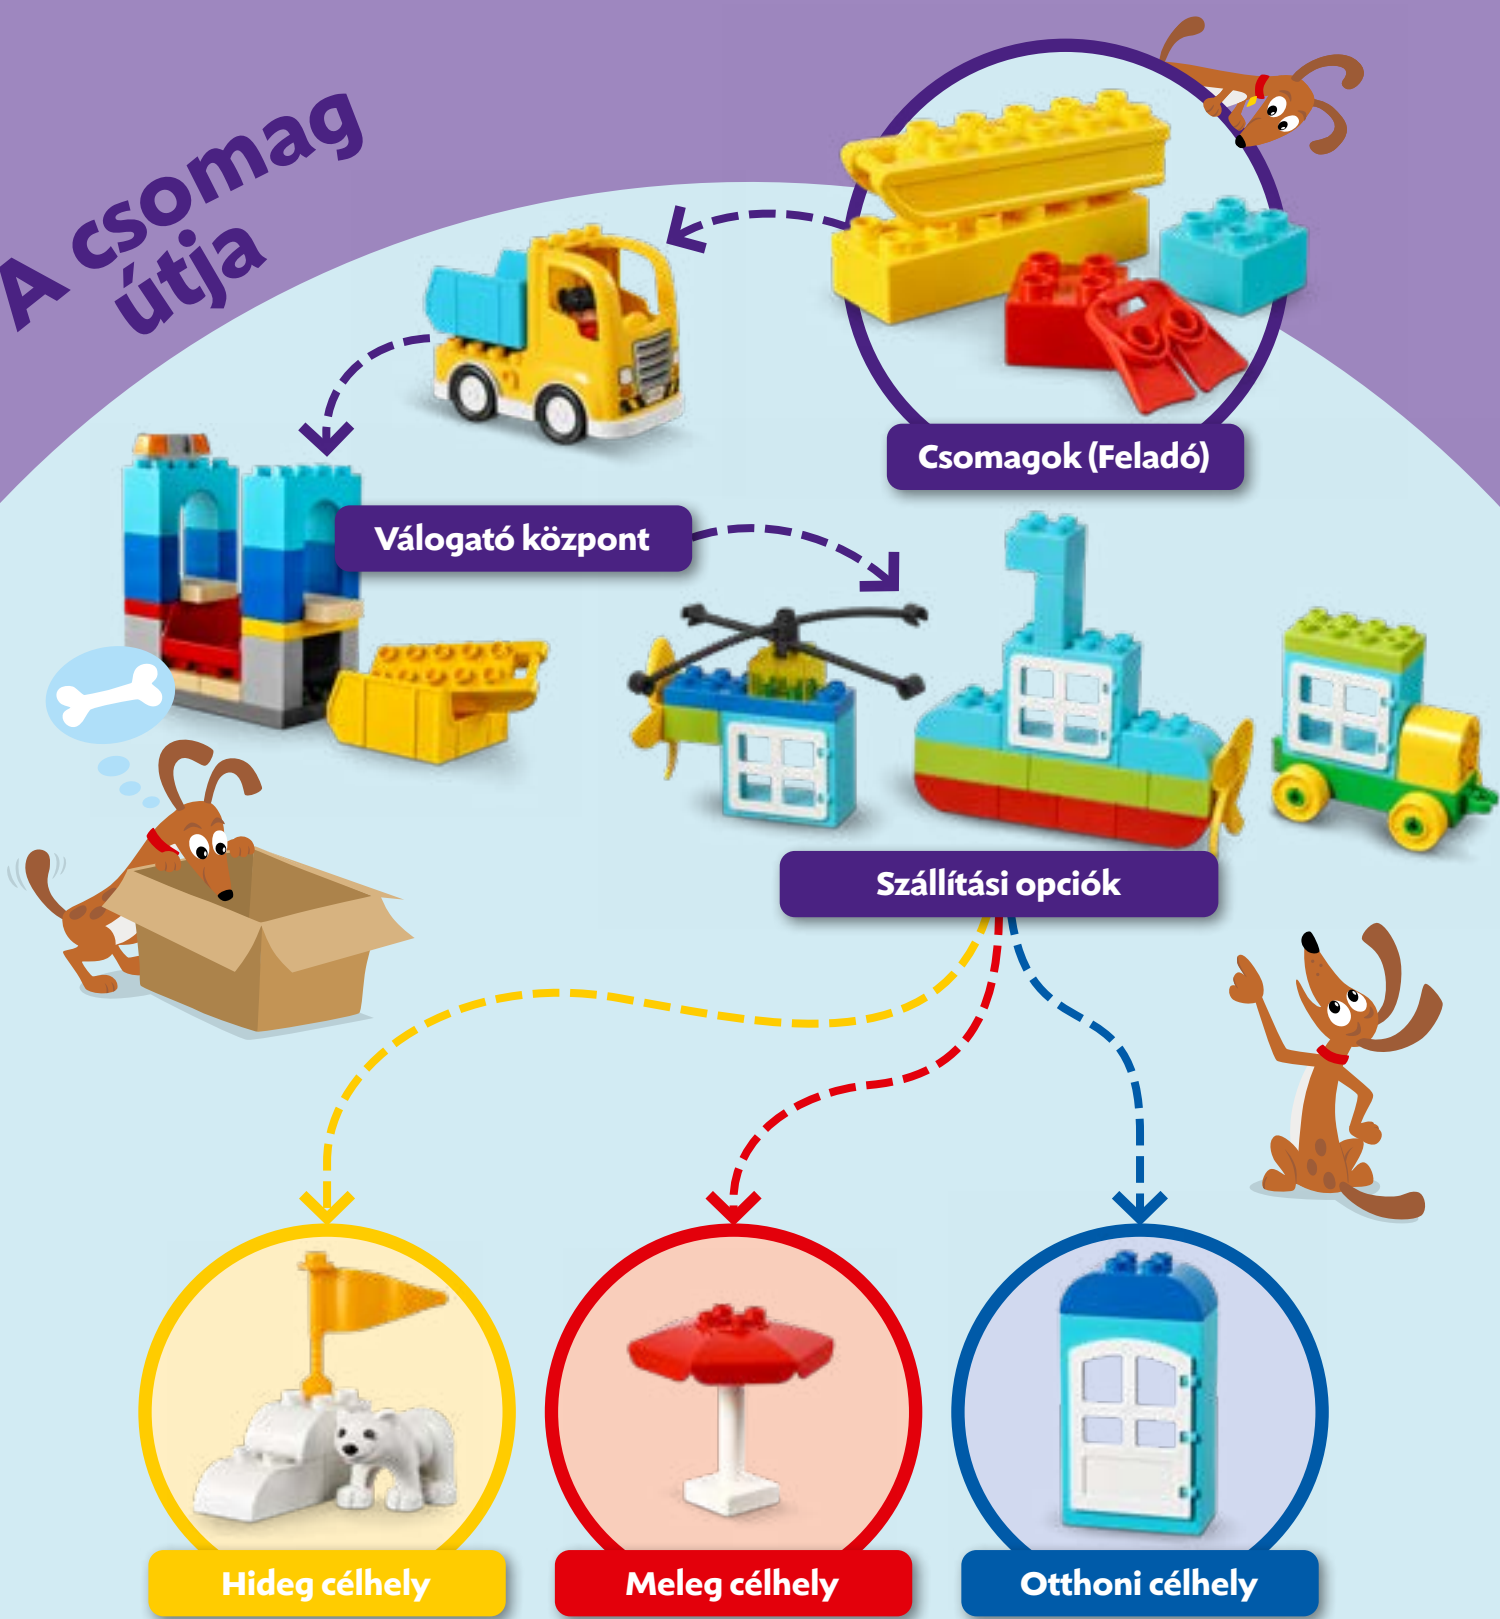 A csomag
útja
Csomagok (Feladó)
Válogató központ
Szállítási opciók
Hideg célhely
Meleg célhely
Otthoni célhely